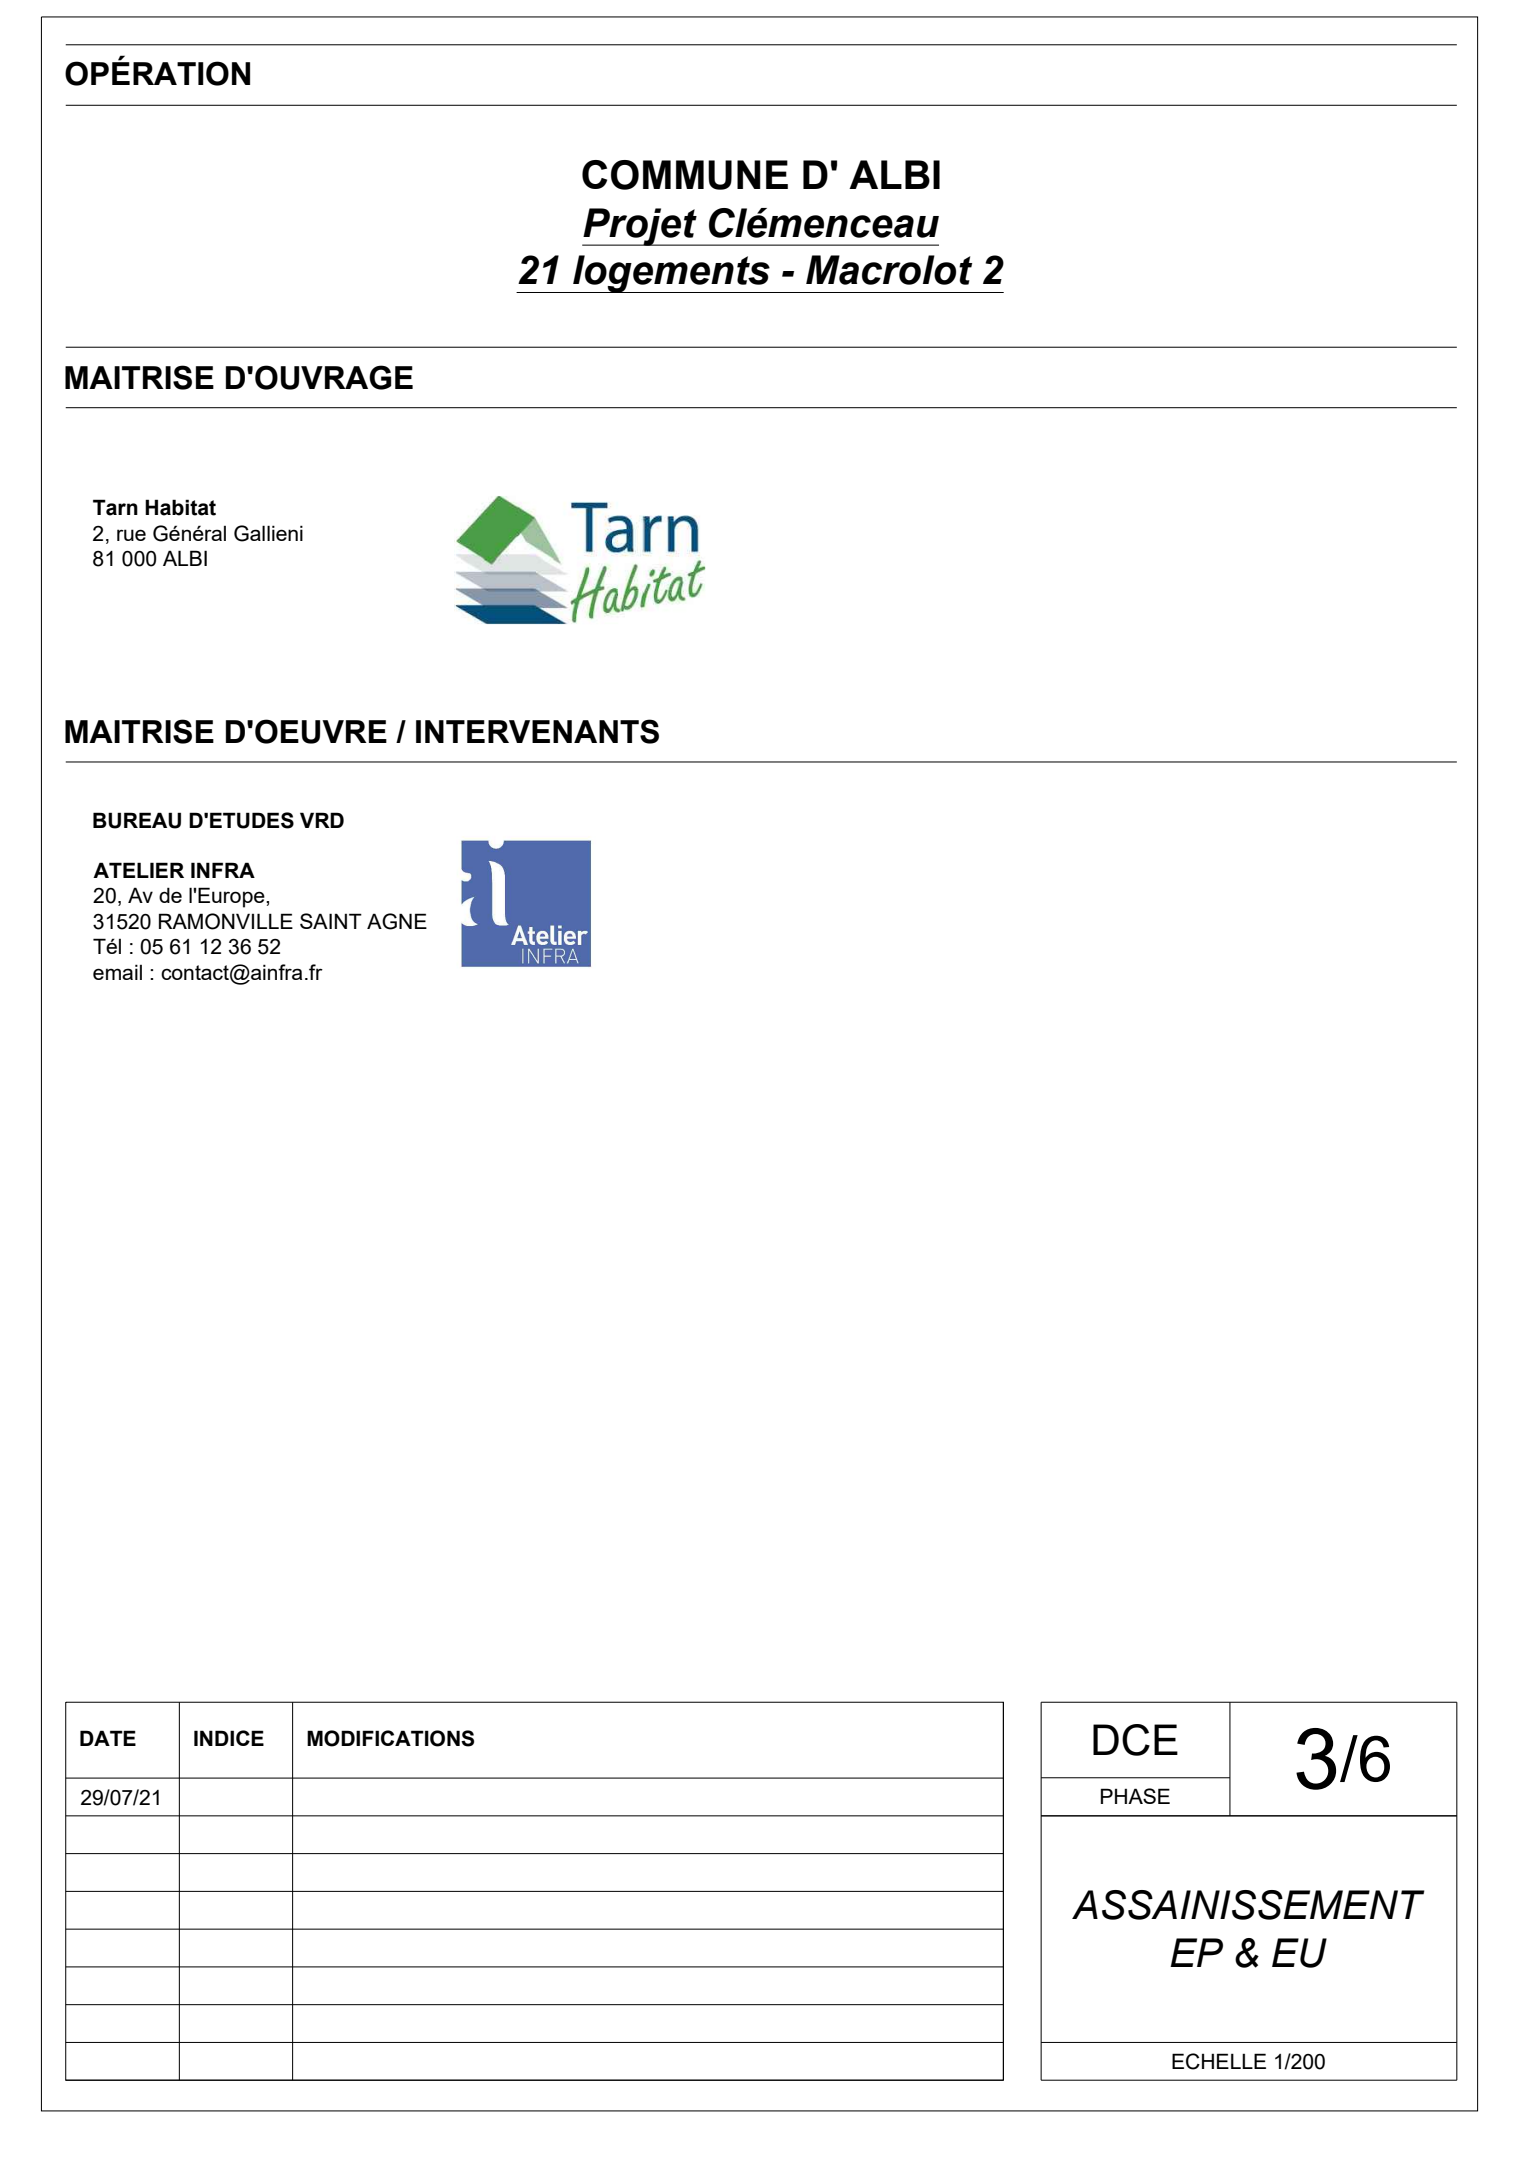 OPÉRATION
COMMUNE D' ALBI
Projet Clémenceau
21 logements - Macrolot 2
MAITRISE D'OUVRAGE
Tarn Habitat
2, rue Général Gallieni
81 000 ALBI
Tarn
Habitat
MAITRISE D'OEUVRE / INTERVENANTS
BUREAU D'ETUDES VRD
ATELIER INFRA
20, Av de l'Europe,
31520 RAMONVILLE SAINT AGNE
Tél : 05 61 12 36 52
email : contact@ainfra.fr
ai
Atelier
INFRA
DATE INDICE MODIFICATIONS
29/07/21
DCE
PHASE
3/6
ASSAINISSEMENT
EP & EU
ECHELLE 1/200